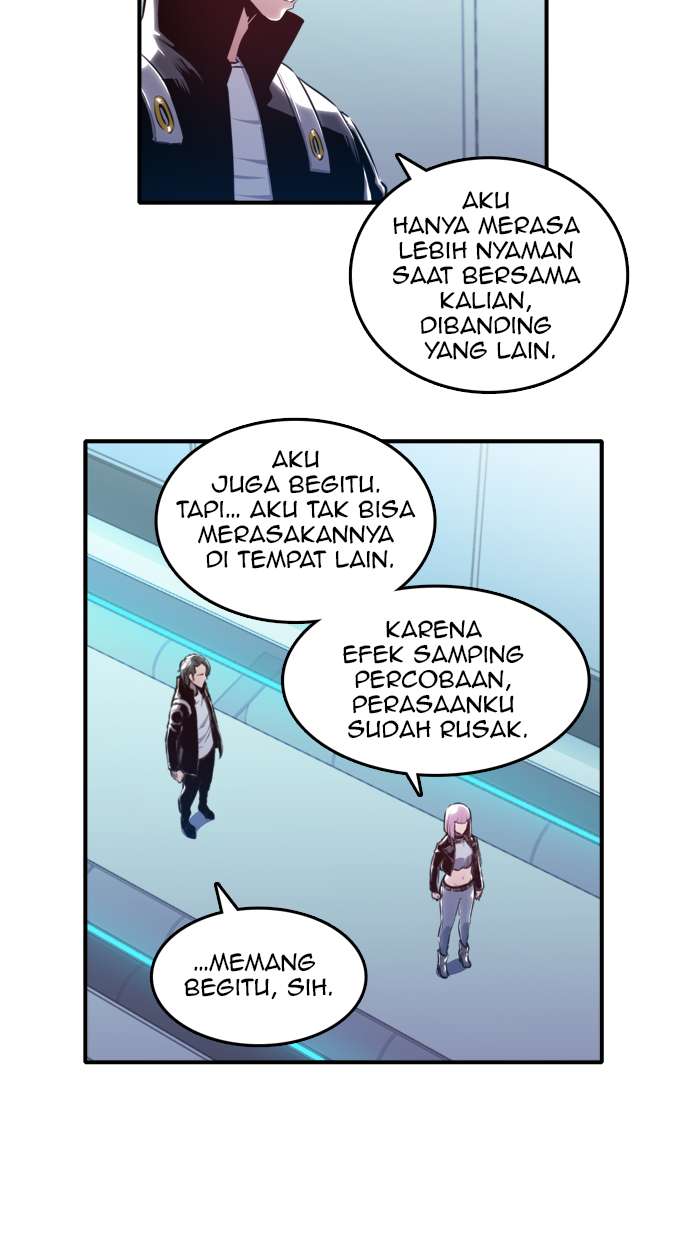 AKU
HANYA MERASA
LEBIH NYAMAN
SAAT BERSAMA
KALIAN,
DIBANDING
YANG LAIN.
AKU
JUGA BEGITU.
TAPI... AKU TAK BISA
MERASAKANNYA
DI TEMPAT LAIN.
KARENA
EFEK SAMPING
PERCOBAAN,
PERASAANKU
SUDAH RUSAK.
...MEMANG
BEGITU, SIH.